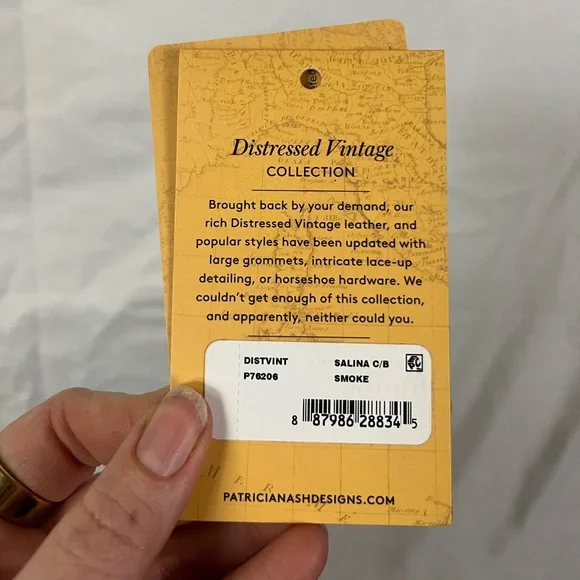 Distressed Vintage
COLLECTION
Brought back by your demand, our
rich Distressed Vintage leather, and
popular styles have been updated with
large grommets, intricate lace-up
detailing, or horseshoe hardware. We
couldn't get enough of this collection,
and apparently, neither could you.
DISTVINT SALINA C/B
P76206 SMOKE
8 87986 28834 5
PATRICIANASHDESIGNS.COM